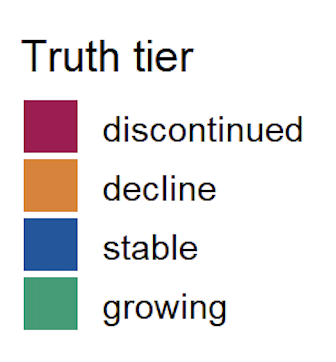 Truth tier
discontinued
decline
stable
growing